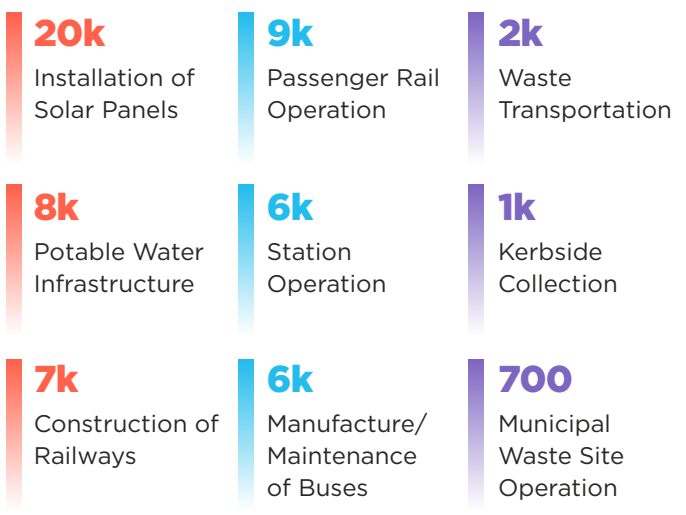 20k
Installation of
Solar Panels
9k
Passenger Rail
Operation
2k
Waste
Transportation
8k
Potable Water
Infrastructure
6k
Station
Operation
1k
Kerbside
Collection
7k
Construction of
Railways
6k
Manufacture/
Maintenance
of Buses
700
Municipal
Waste Site
Operation